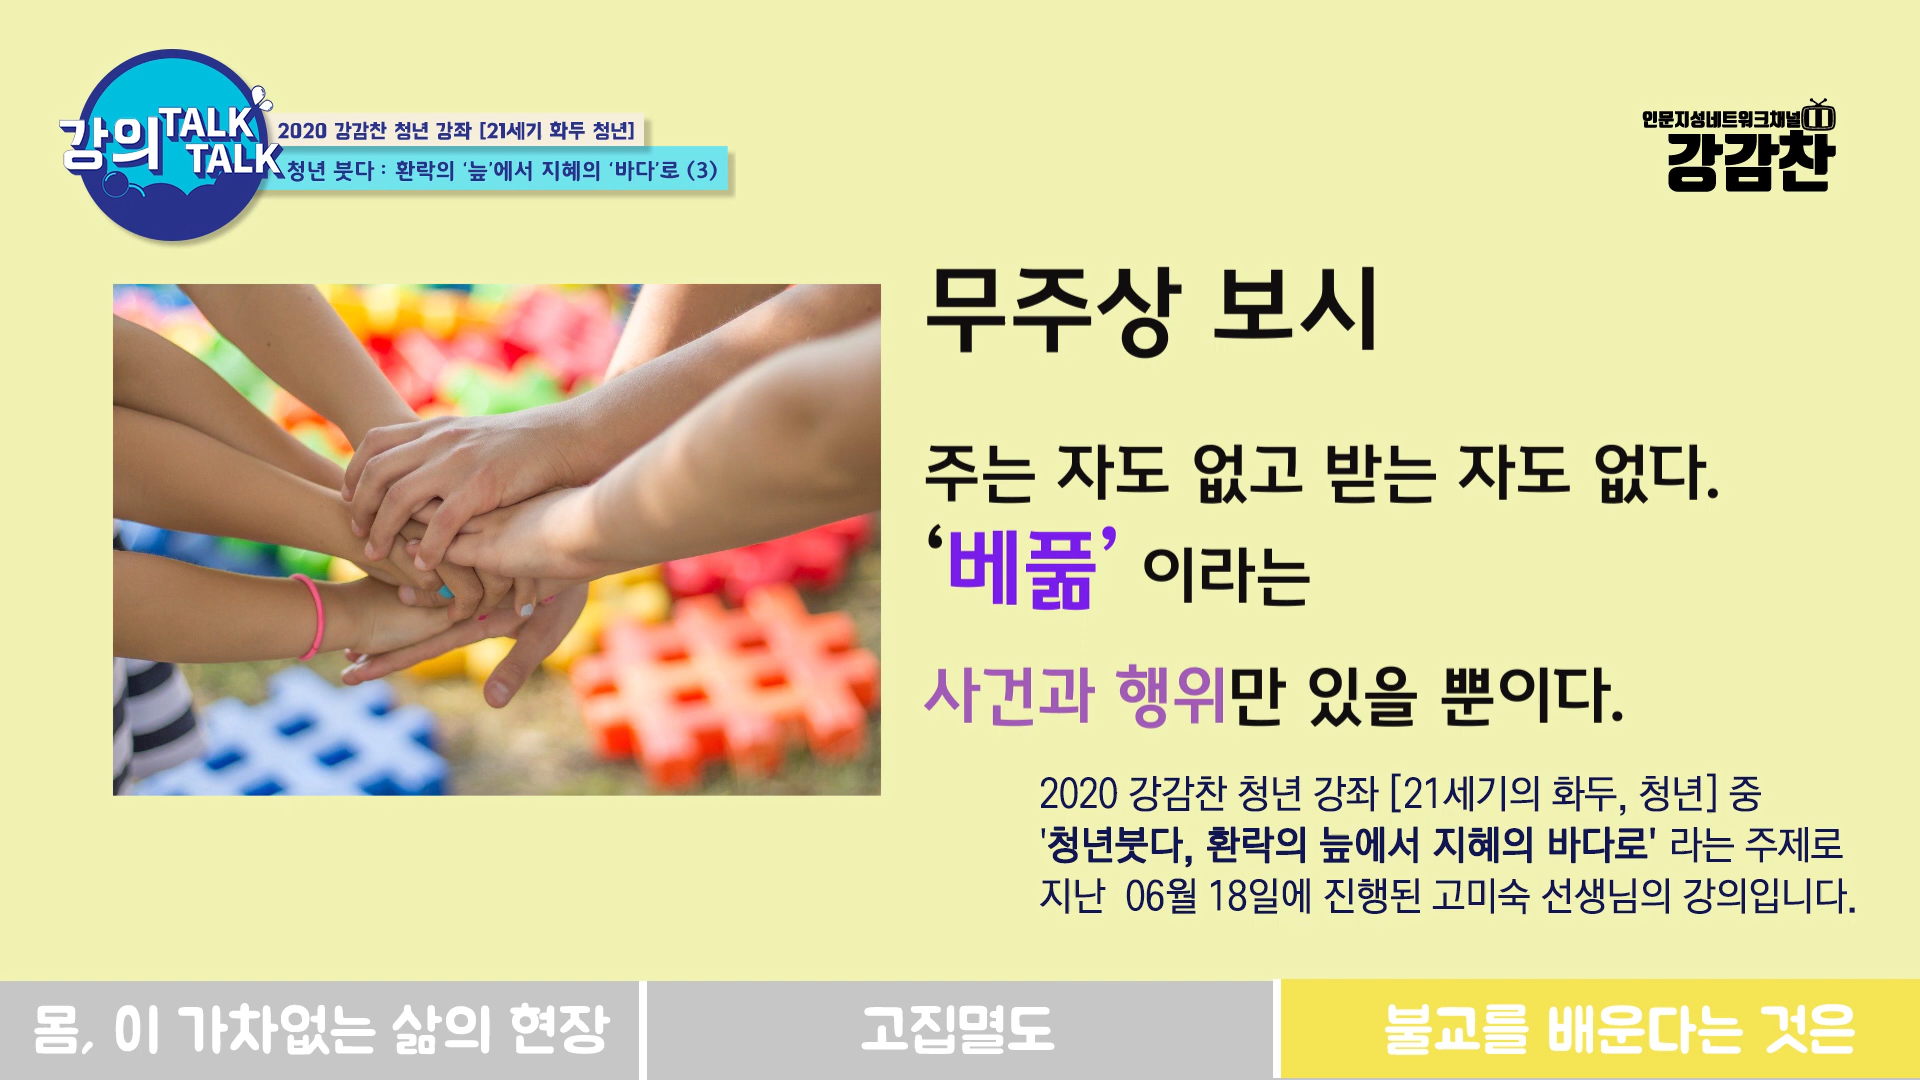 강의 TALK TALK
2020 강감찬 청년 강좌 [21세기 화두 청년]
청년 붓다 : 환락의 ‘늪’에서 지혜의 ‘바다’로 (3)
인문지성네트워크채널
강감찬
무주상 보시
주는 자도 없고 받는 자도 없다.
‘베풂’ 이라는
사건과 행위만 있을 뿐이다.
2020 강감찬 청년 강좌 [21세기의 화두, 청년] 중
'청년붓다, 환락의 늪에서 지혜의 바다로' 라는 주제로
지난 06월 18일에 진행된 고미숙 선생님의 강의입니다.
몸, 이 가차없는 삶의 현장
고집멸도
불교를 배운다는 것은